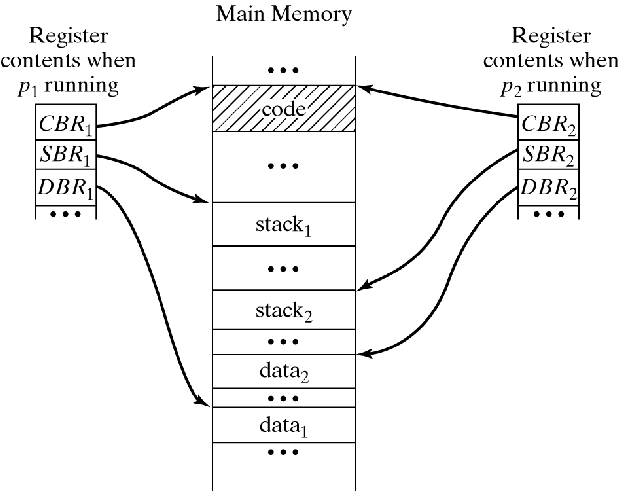 Main Memory
Register
contents when
p₁ running
CBR₁
SBR₁
DBR₁
•••
•••
code
•••
stack₁
•••
stack₂
•••
data₂
•••
data₁
•••
Register
contents when
p₂ running
CBR₂
SBR₂
DBR₂
•••